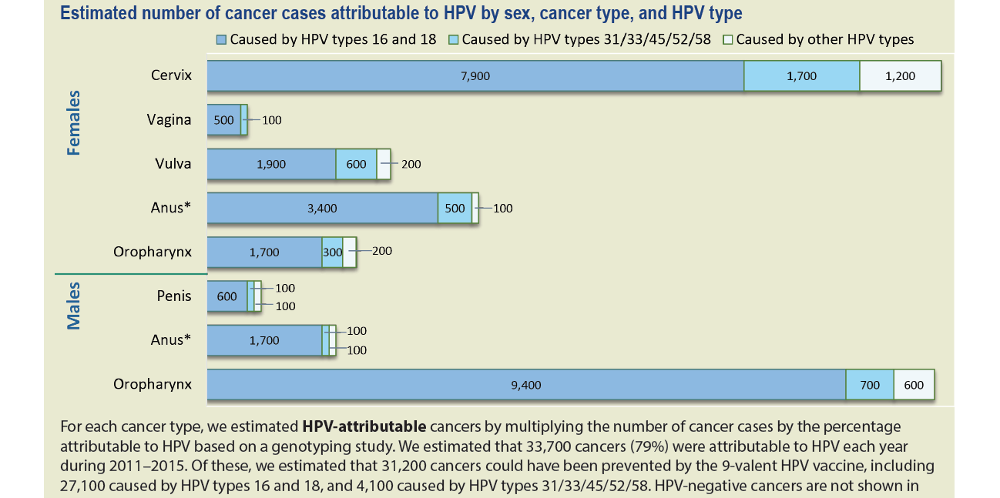 Estimated number of cancer cases attributable to HPV by sex, cancer type, and HPV type
Caused by HPV types 16 and 18 Caused by HPV types 31/33/45/52/58 Caused by other HPV types
Females
Cervix 7,900 1,700 1,200
Vagina 500 100
Vulva 1,900 600 200
Anus* 3,400 500 100
Oropharynx 1,700 300 200
Males
Penis 600 100 100
Anus* 1,700 100 100
Oropharynx 9,400 700 600
For each cancer type, we estimated HPV-attributable cancers by multiplying the number of cancer cases by the percentage
attributable to HPV based on a genotyping study. We estimated that 33,700 cancers (79%) were attributable to HPV each year
during 2011–2015. Of these, we estimated that 31,200 cancers could have been prevented by the 9-valent HPV vaccine, including
27,100 caused by HPV types 16 and 18, and 4,100 caused by HPV types 31/33/45/52/58. HPV-negative cancers are not shown in